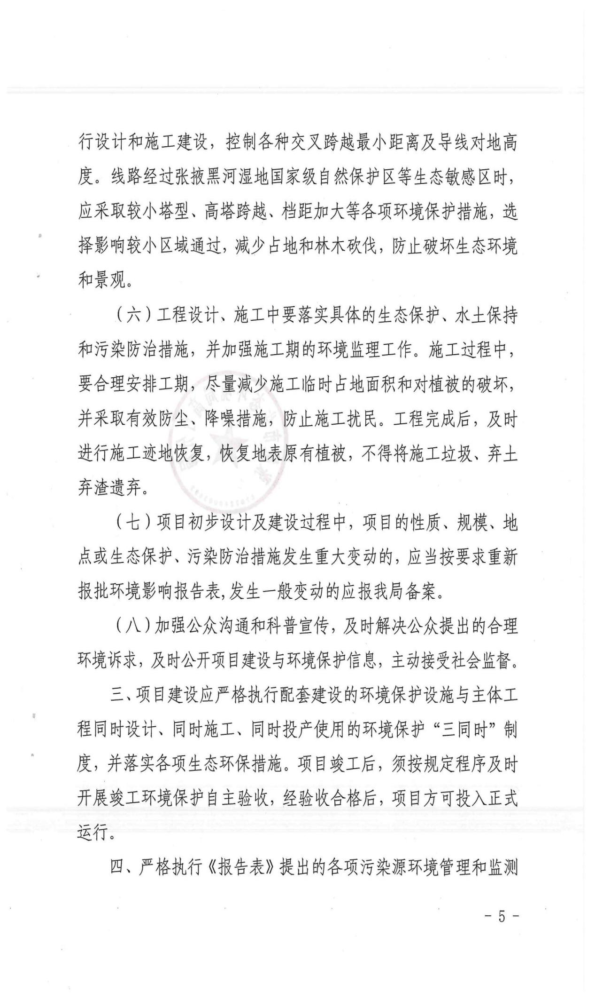 行设计和施工建设，控制各种交叉跨越最小距离及导线对地高
度。线路经过张掖黑河湿地国家级自然保护区等生态敏感区时，
应采取较小塔型、高塔跨越、档距加大等各项环境保护措施，选
择影响较小区域通过，减少占地和林木砍伐，防止破坏生态环境
和景观。
（六）工程设计、施工中要落实具体的生态保护、水土保持
和污染防治措施，并加强施工期的环境监理工作。施工过程中，
要合理安排工期，尽量减少施工临时占地面积和对植被的破坏，
并采取有效防尘、降噪措施，防止施工扰民。工程完成后，及时
进行施工迹地恢复，恢复地表原有植被，不得将施工垃圾、弃土
弃渣遗弃。
（七）项目初步设计及建设过程中，项目的性质、规模、地
点或生态保护、污染防治措施发生重大变动的，应当按要求重新
报批环境影响报告表,发生一般变动的应报我局备案。
（八）加强公众沟通和科普宣传，及时解决公众提出的合理
环境诉求，及时公开项目建设与环境保护信息，主动接受社会监督。
三、项目建设应严格执行配套建设的环境保护设施与主体工
程同时设计、同时施工、同时投产使用的环境保护“三同时”制
度，并落实各项生态环保措施。项目竣工后，须按规定程序及时
开展竣工环境保护自主验收，经验收合格后，项目方可投入正式
运行。
四、严格执行《报告表》提出的各项污染源环境管理和监测
- 5 -